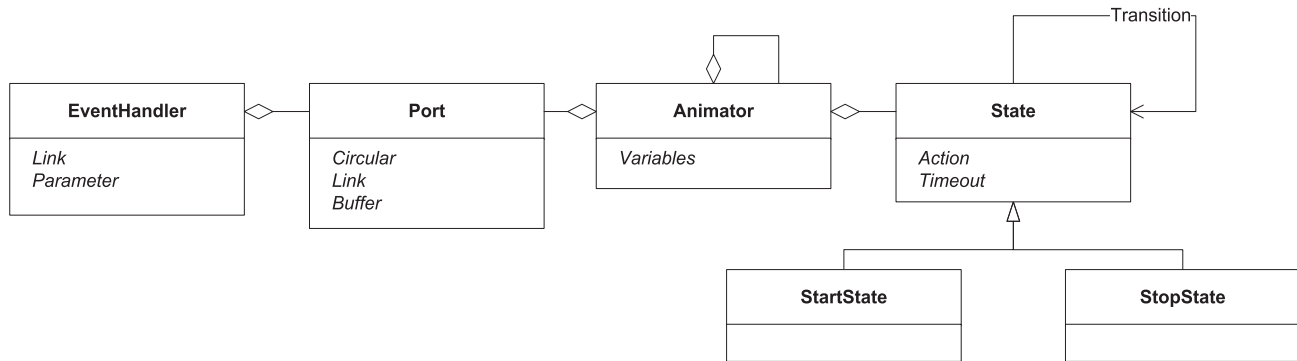 Transition
EventHandler
Link
Parameter
Port
Circular
Link
Buffer
Animator
Variables
State
Action
Timeout
StartState
StopState